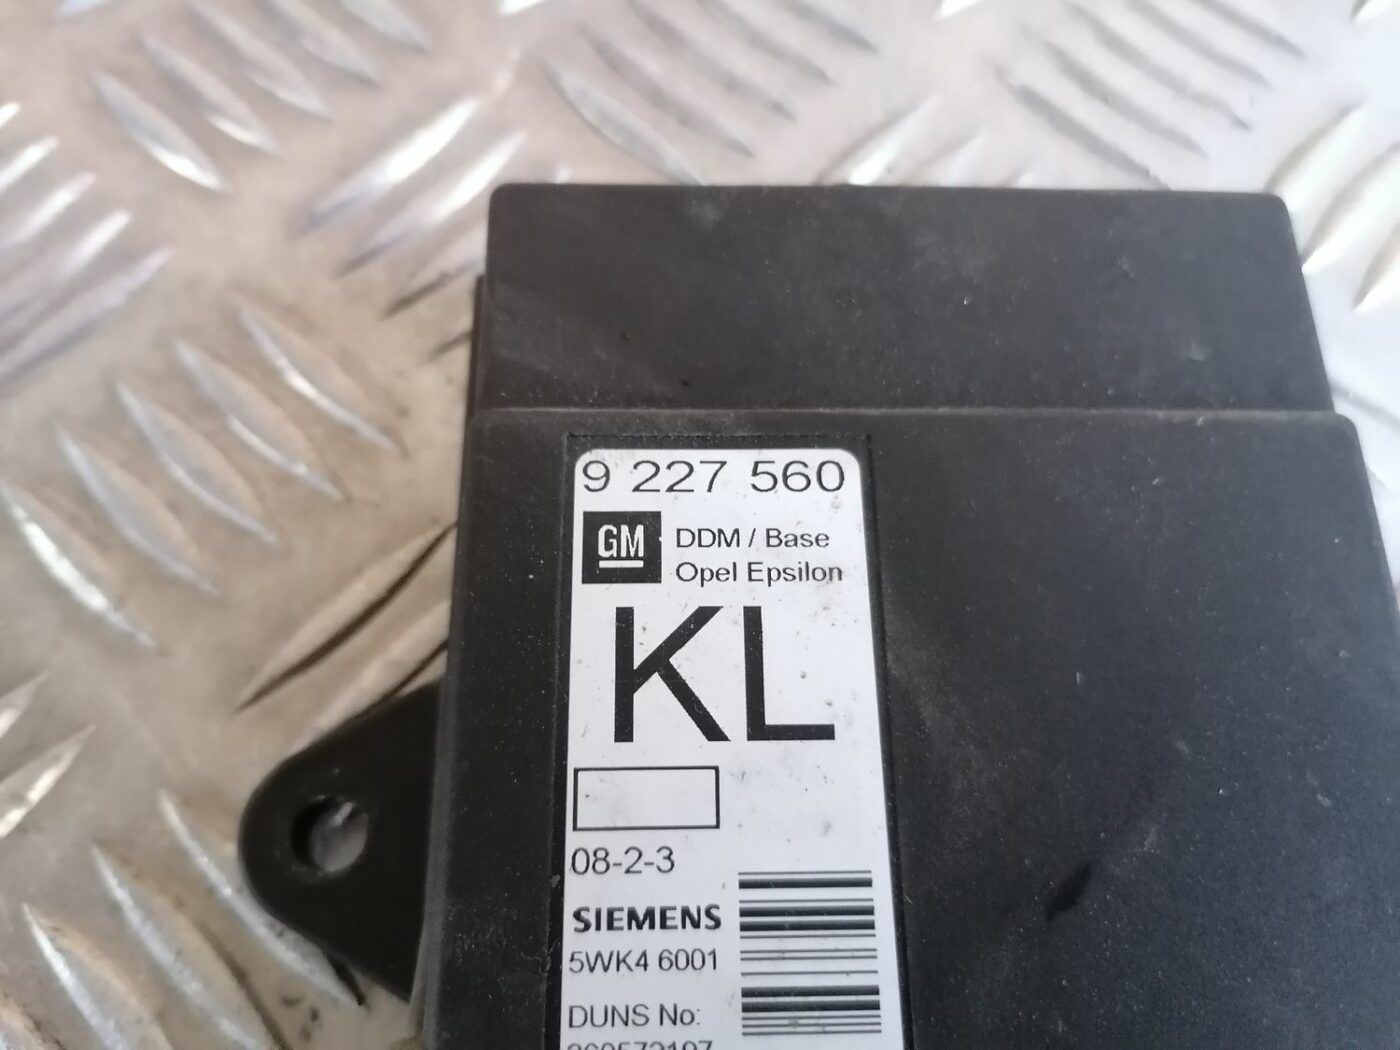 9 227 560
GM
DDM / Base
Opel Epsilon
KL
08-2-3
SIEMENS
5WK4 6001
DUNS No: